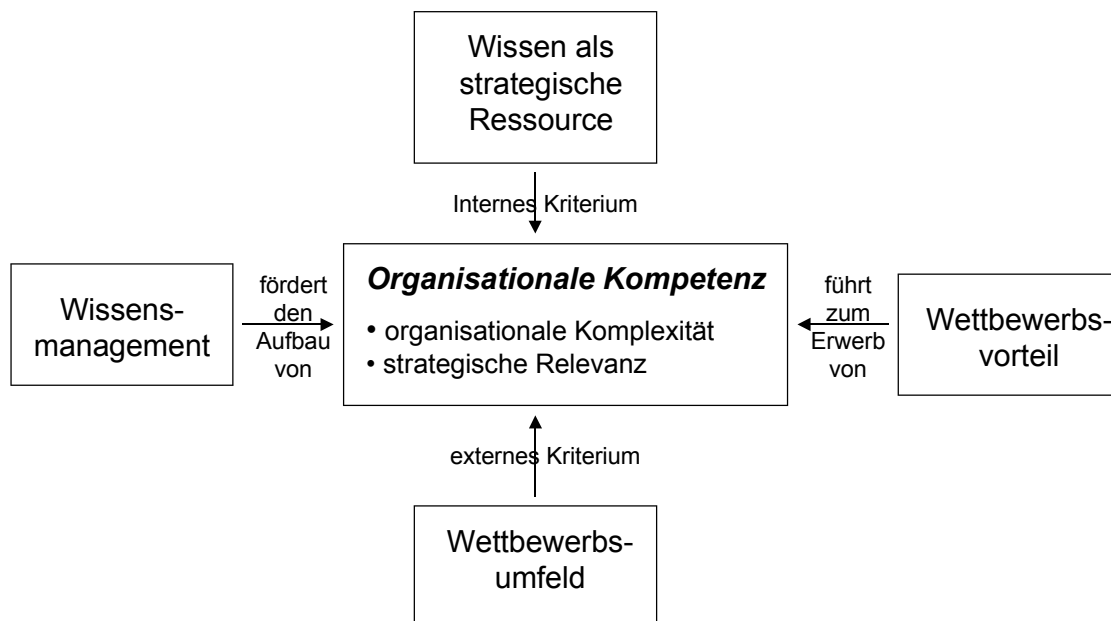 Wissen als
strategische
Ressource
Internes Kriterium
Organisationale Kompetenz
• organisationale Komplexität
• strategische Relevanz
Wissens-
management
fördert
den
Aufbau
von
führt
zum
Erwerb
von
Wettbewerbs-
vorteil
externes Kriterium
Wettbewerbs-
umfeld